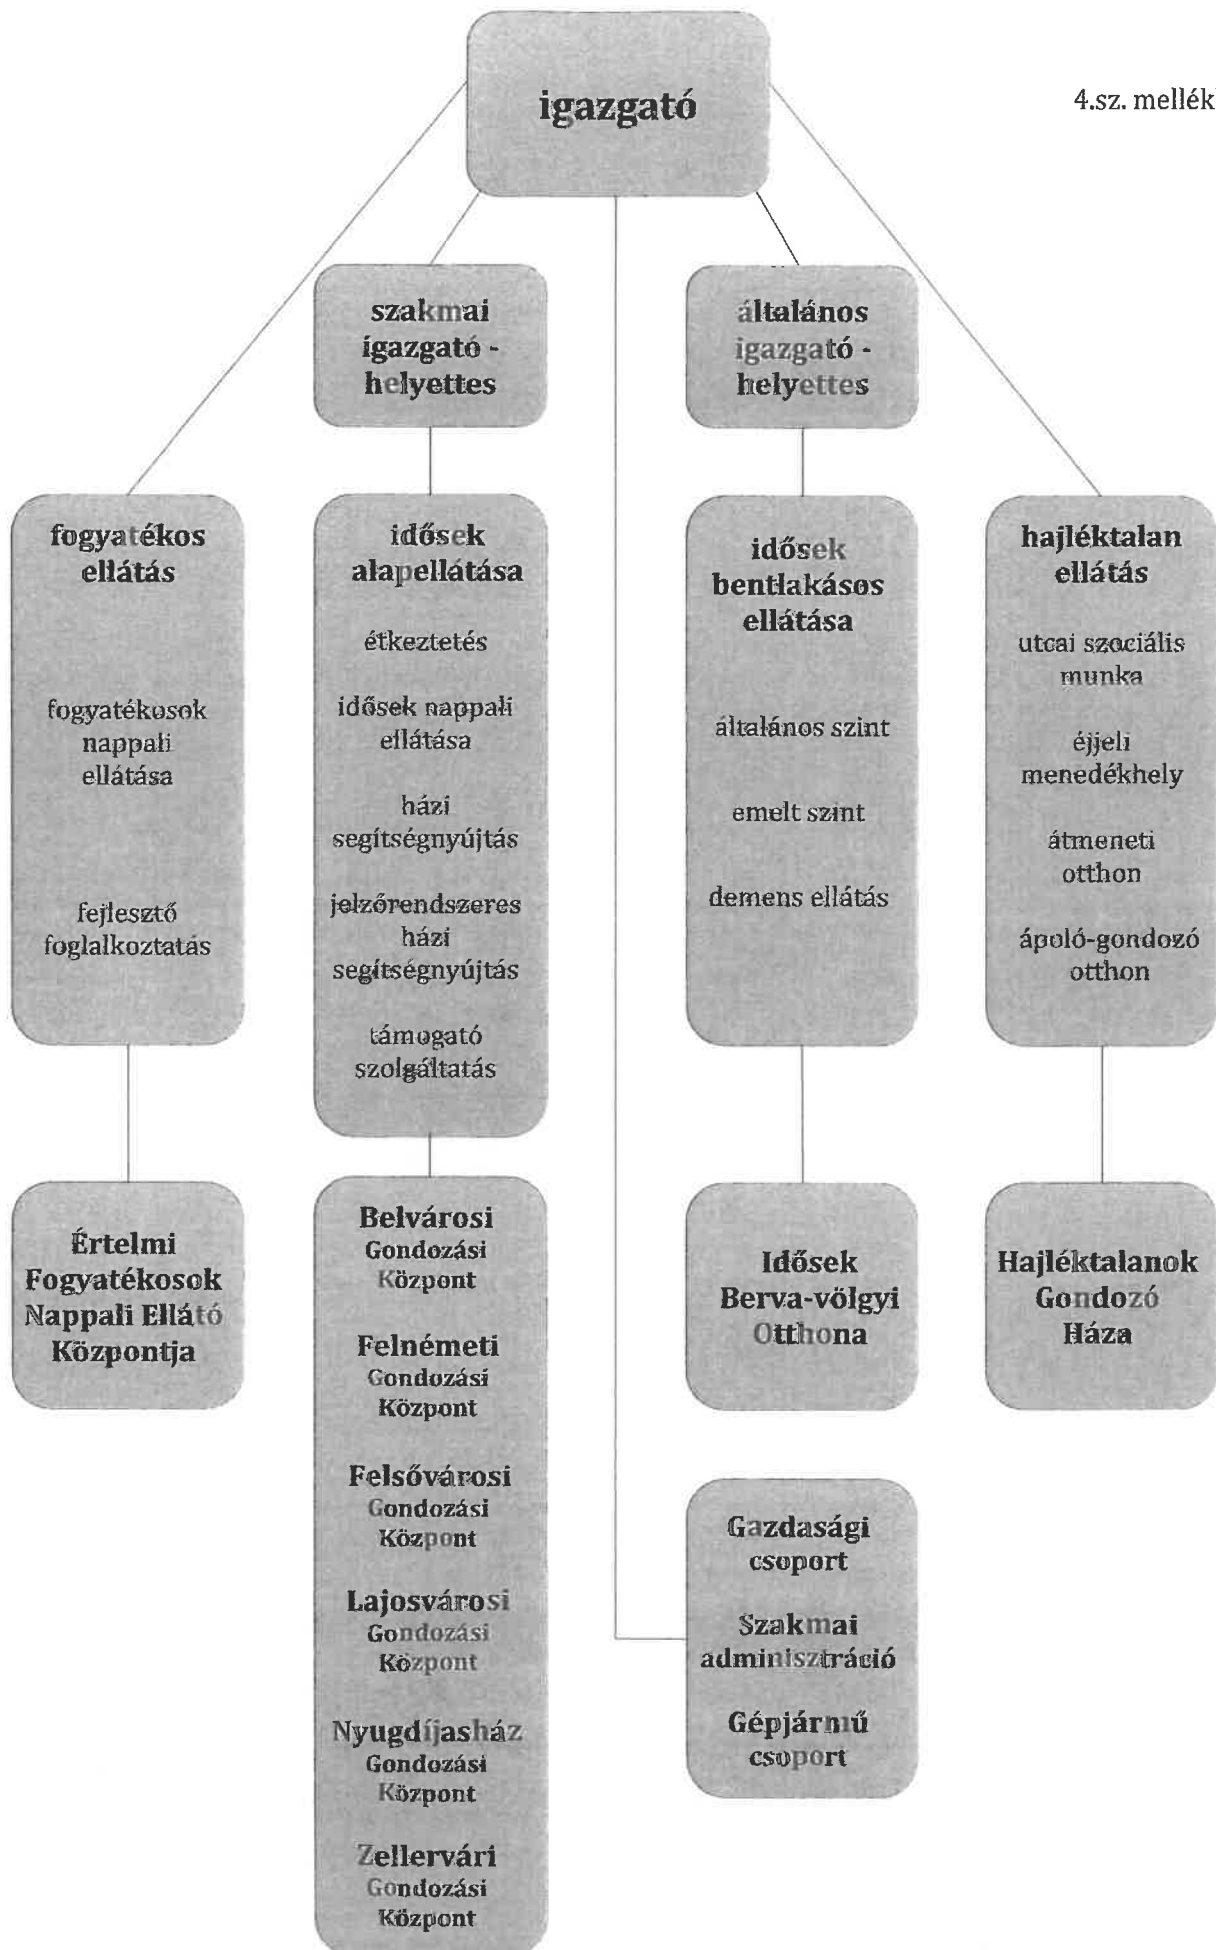 igazgató
4.sz. mellékl
szakmai
igazgató -
helyettes
általános
igazgató -
helyettes
fogyatékos
ellátás
fogyatékosok
nappali
ellátása
fejlesztő
foglalkoztatás
idősek
alapellátása
étkeztetés
idősek nappali
ellátása
házi
segítségnyújtás
jelzőrendszeres
házi
segítségnyújtás
támogató
szolgáltatás
idősek
bentlakásos
ellátása
általános szint
emelt szint
demens ellátás
hajléktalan
ellátás
utcai szociális
munka
éjjeli
menedékhely
átmeneti
otthon
ápoló-gondozó
otthon
Értelmi
Fogyatékosok
Nappali Ellátó
Központja
Belvárosi
Gondozási
Központ
Felnémeti
Gondozási
Központ
Felsővárosi
Gondozási
Központ
Lajosvárosi
Gondozási
Központ
Nyugdíjasház
Gondozási
Központ
Zellervári
Gondozási
Központ
Idősek
Berva-völgyi
Otthona
Hajléktalanok
Gondozó
Háza
Gazdasági
csoport
Szakmai
adminisztráció
Gépjármű
csoport